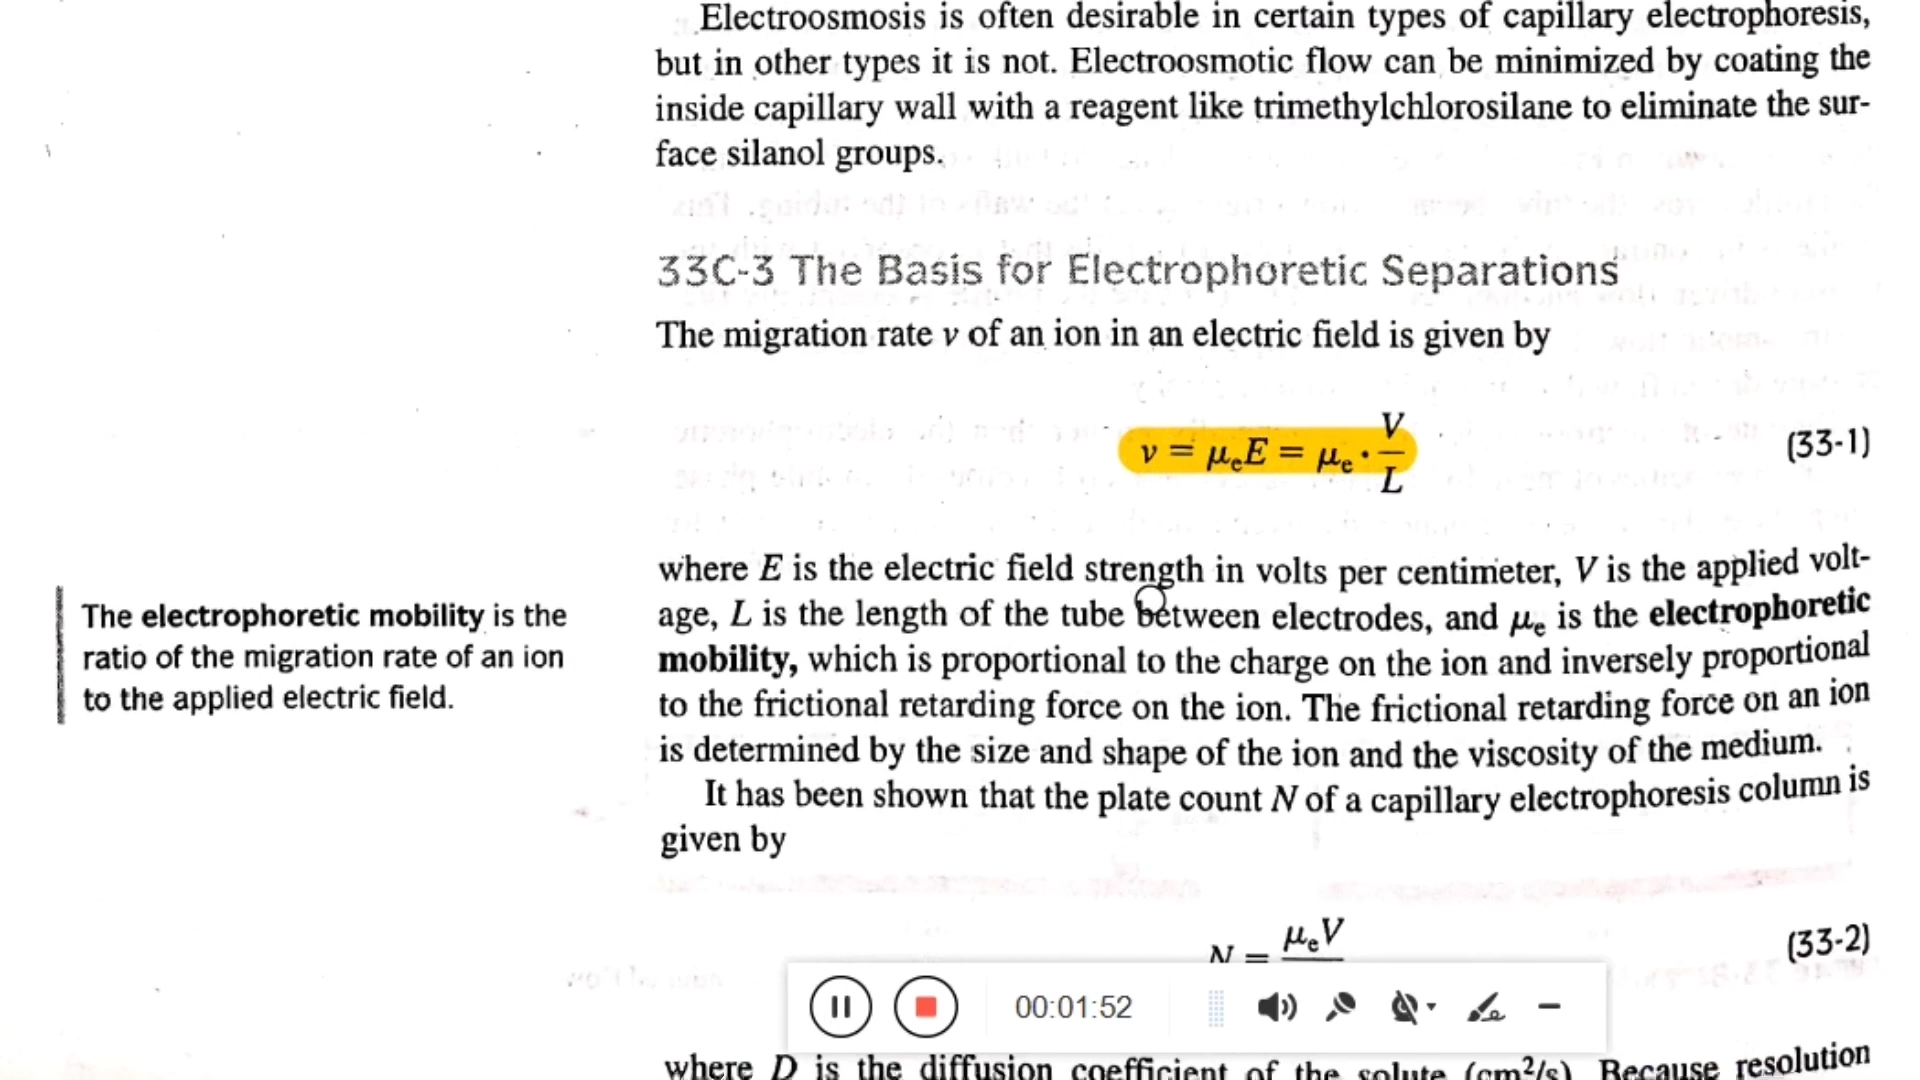 Electroosmosis is often desirable in certain types of capillary electrophoresis,
but in other types it is not. Electroosmotic flow can be minimized by coating the
inside capillary wall with a reagent like trimethylchlorosilane to eliminate the sur-
face silanol groups.
33C-3 The Basis for Electrophoretic Separations
The migration rate v of an ion in an electric field is given by
v = μₑE = μₑ · V/L (33-1)
where E is the electric field strength in volts per centimeter, V is the applied volt-
age, L is the length of the tube between electrodes, and μₑ is the electrophoretic
mobility, which is proportional to the charge on the ion and inversely proportional
to the frictional retarding force on the ion. The frictional retarding force on an ion
is determined by the size and shape of the ion and the viscosity of the medium.
The electrophoretic mobility is the
ratio of the migration rate of an ion
to the applied electric field.
It has been shown that the plate count N of a capillary electrophoresis column is
given by
N = μₑV (33-2)
00:01:52
where D is the diffusion coefficient of the solute (cm²/s). Because resolution